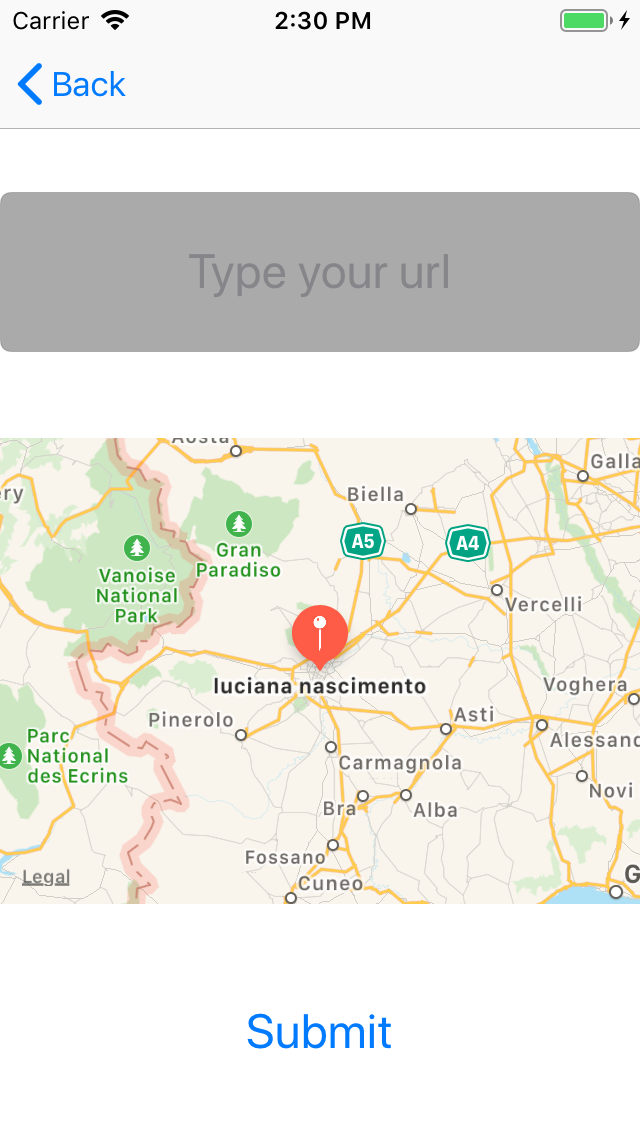 Carrier 2:30 PM
Back
Type your url
Aosta
Galla
ery
Biella
A5
A4
Gran
Paradiso
Vanoise
National
Park
Vercelli
luciana nascimento
Voghera
Pinerolo
Asti
Parc
National
des Ecrins
Alessand
Carmagnola
Novi
Bra
Alba
Fossano
Legal
Cuneo
G
Submit